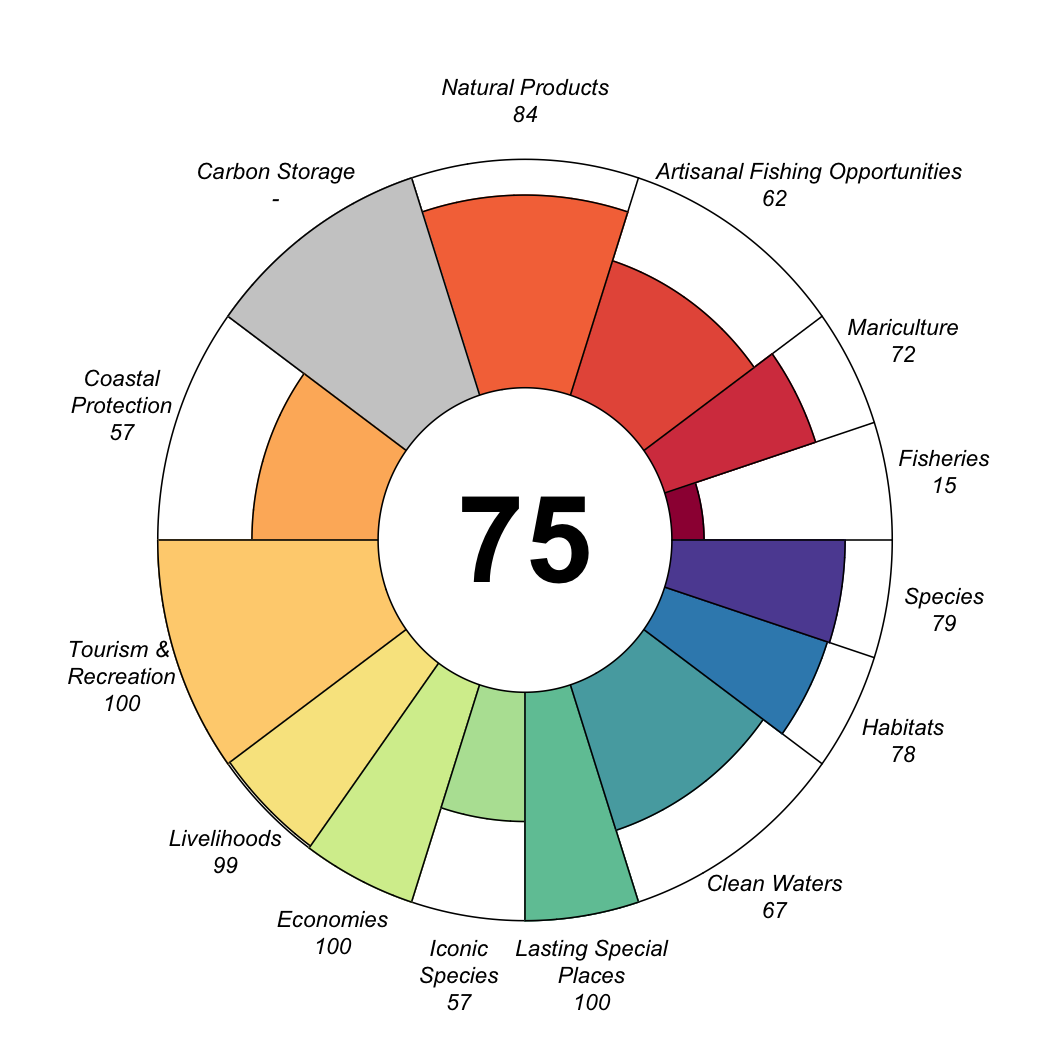 Natural Products
84
Carbon Storage
-
Artisanal Fishing Opportunities
62
Mariculture
72
Coastal
Protection
57
Fisheries
15
75
Species
79
Tourism &
Recreation
100
Habitats
78
Livelihoods
99
Clean Waters
67
Economies
100
Iconic
Species
57
Lasting Special
Places
100